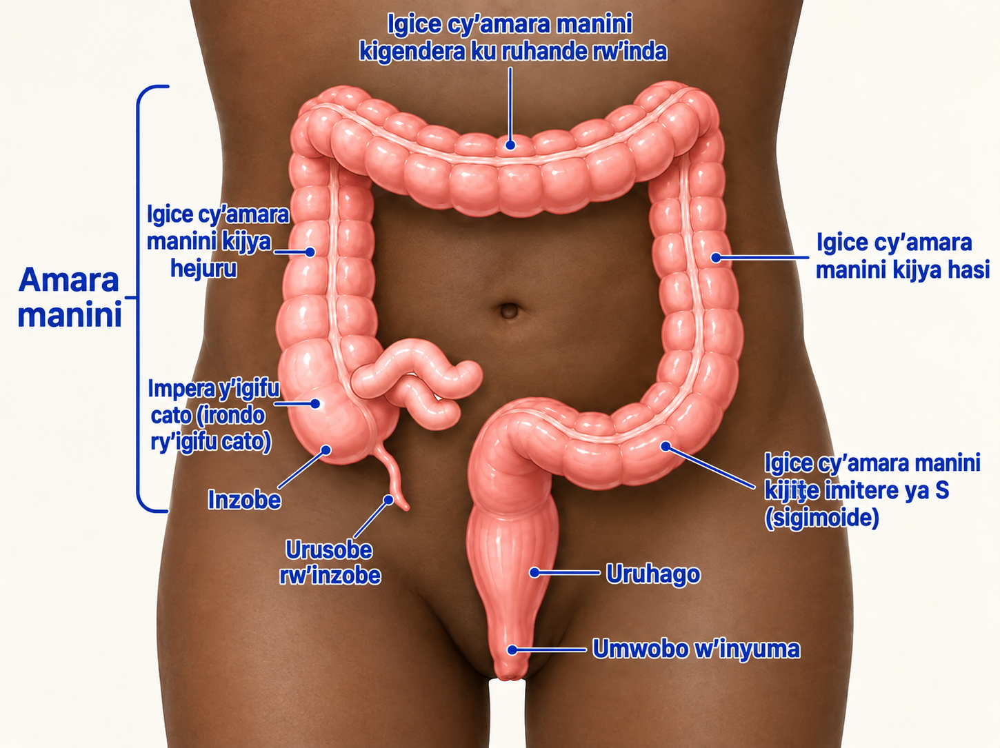 Igice cy'amara manini
kigendera ku ruhande rw'inda
Igice cy'amara
manini kijya
hejuru
Igice cy'amara
manini kijya hasi
Amara
manini
Impera y'igifu
cato (irondo
ry'igifu cato)
Inzobe
Igice cy'amara manini
imitere ya S
(sigimoide)
Urusobe
rw'inzobe
Uruhago
Umwobo w'inyuma